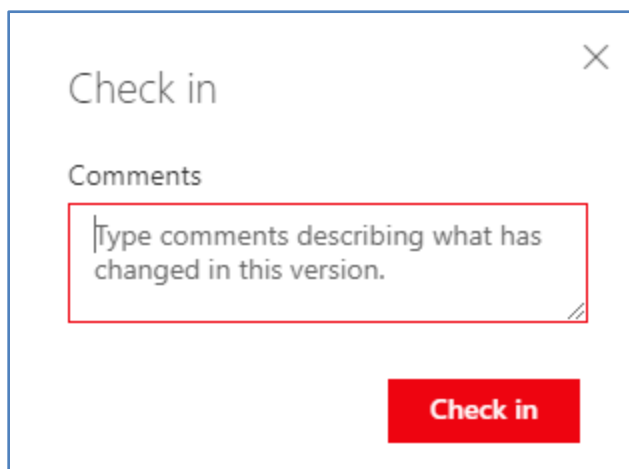 Check in
Comments
Type comments describing what has
changed in this version.
Check in